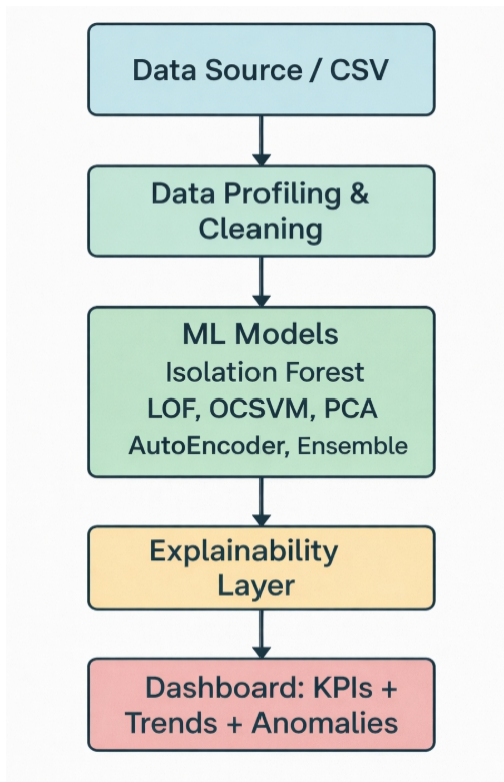 Data Source / CSV
Data Profiling &
Cleaning
ML Models
Isolation Forest
LOF, OCSVM, PCA
AutoEncoder, Ensemble
Explainability
Layer
Dashboard: KPIs +
Trends + Anomalies